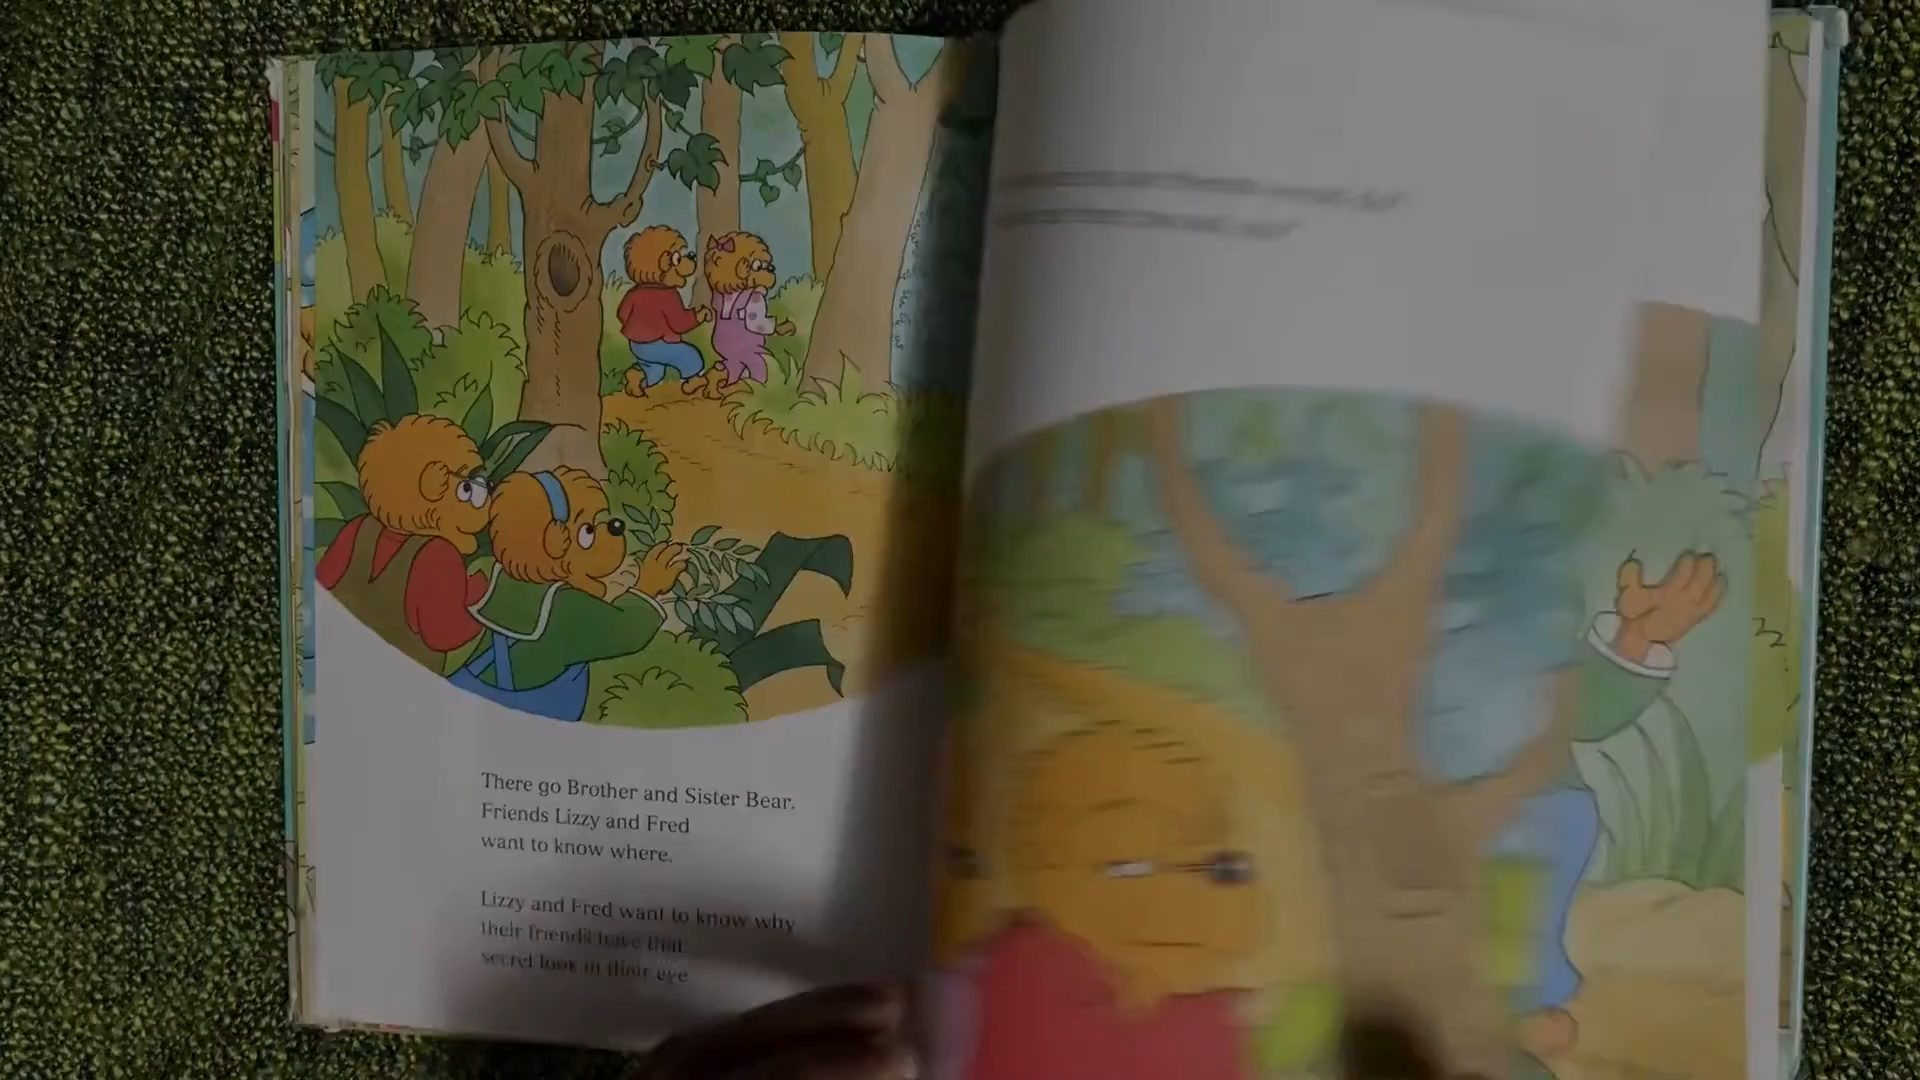 There go Brother and Sister Bear.
Friends Lizzy and Fred
want to know where.
Lizzy and Fred want to know why
their friends have that
secret look in their eye